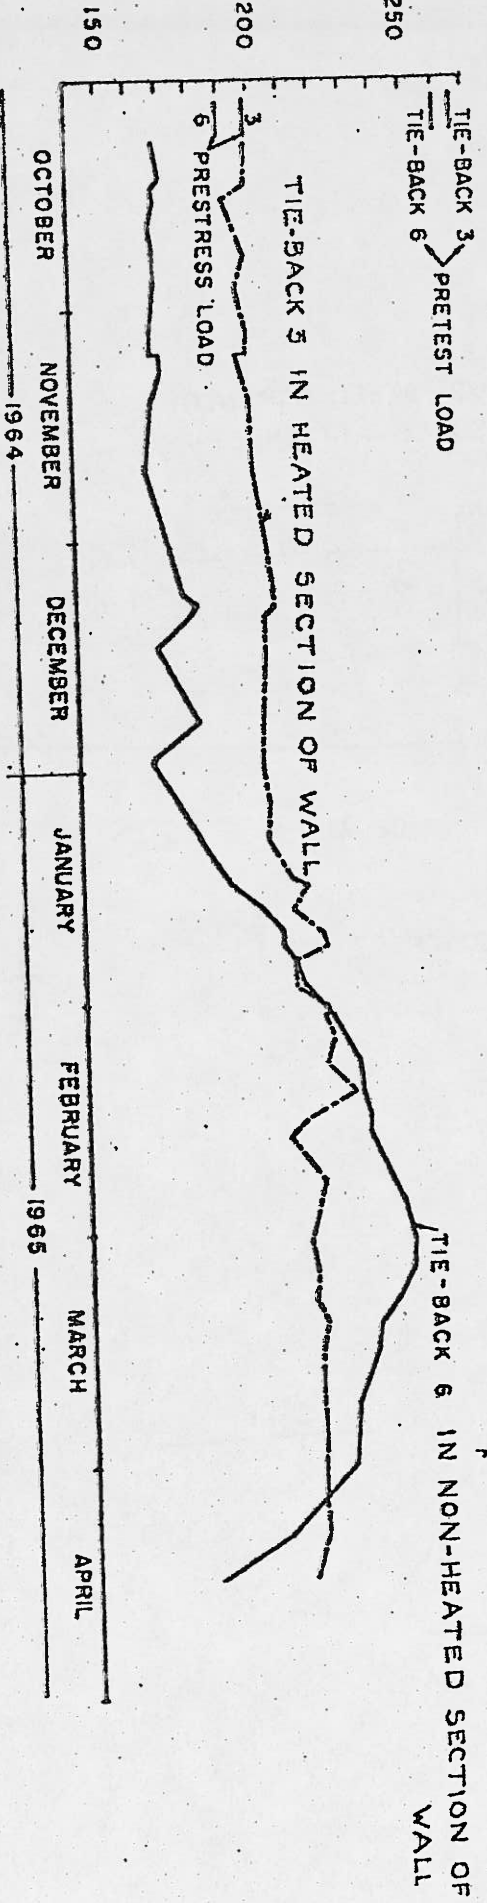 250
200
150
TIE-BACK 3
TIE-BACK 6
PRETEST LOAD
TIE-BACK 6 IN NON-HEATED SECTION OF
WALL
TIE-BACK 3 IN HEATED SECTION OF WALL
3
6
PRESTRESS LOAD
3
OCTOBER
NOVEMBER
DECEMBER
JANUARY
FEBRUARY
MARCH
APRIL
1964
1965